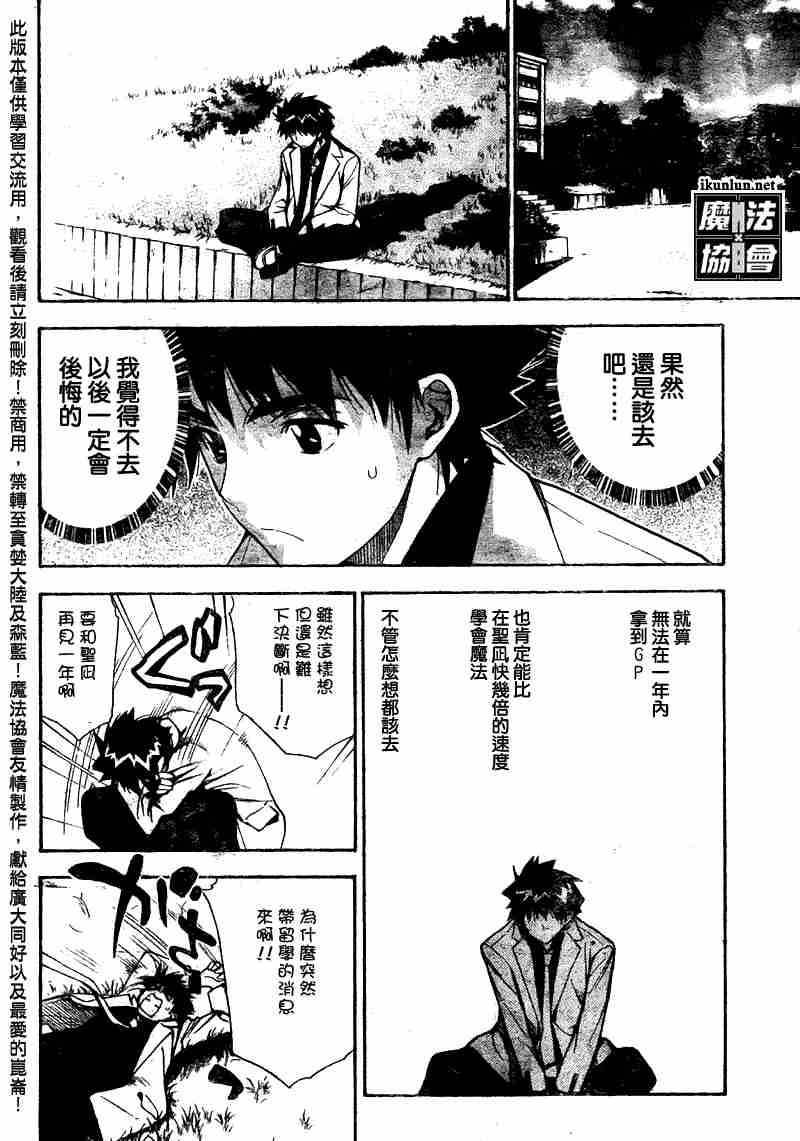 ikunlun.net
魔法
協會
果然
還是該去
吧……
我覺得不去
以後一定會
後悔的
就算
無法在一年內
拿到GP
也肯定能比
在聖凪快幾倍的速度
學會魔法
不管怎麼想都該去
雖然這樣想
但還是難
下決斷啊——!!
要和聖凪
再見一年啊
為什麼突然
帶留學的消息
來啊!!
此版本僅供學習交流用，觀看後請立刻刪除！禁商用，禁轉至貪婪大陸及森藍！魔法協會友情製作，獻給廣大同好以及最愛的崑崙！